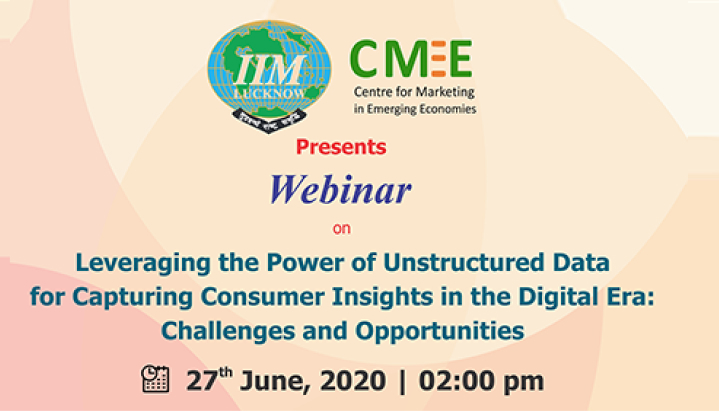 IIM
LUCKNOW
CMEE
Centre for Marketing
in Emerging Economies
Presents
Webinar
on
Leveraging the Power of Unstructured Data
for Capturing Consumer Insights in the Digital Era:
Challenges and Opportunities
27th June, 2020 | 02:00 pm